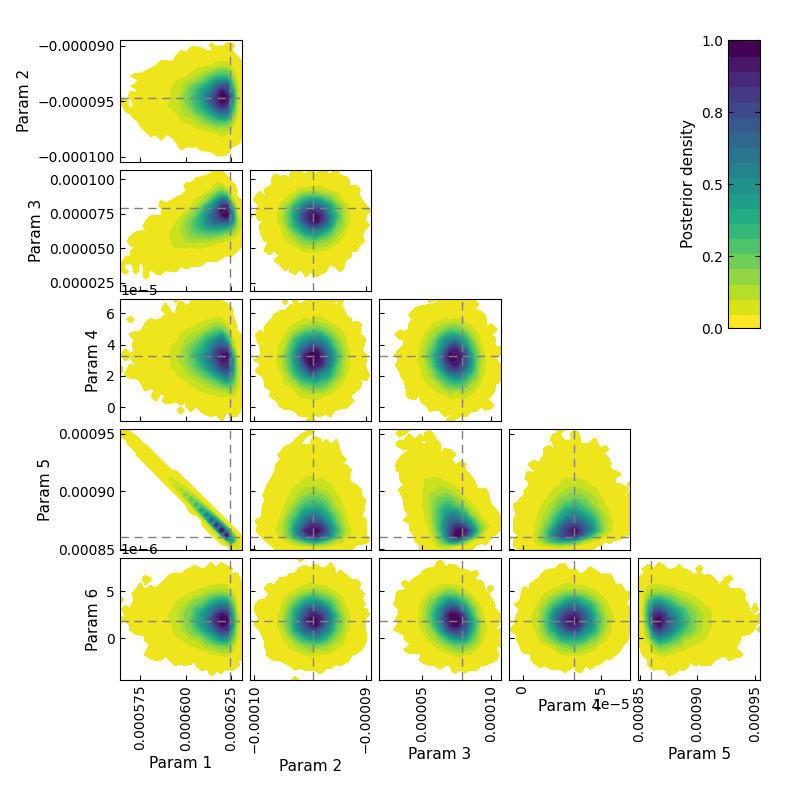 −0.000090
−0.000095
−0.000100
Param 2
0.000100
0.000075
0.000050
0.000025
Param 3
1e−5
6
4
2
0
Param 4
0.00095
0.00090
0.00085
Param 5
1e−6
5
0
Param 6
0.000575
0.000600
0.000625
Param 1
−0.00010
−0.00009
Param 2
0.00005
0.00010
Param 3
0
5
1e−5
Param 4
0.00085
0.00090
0.00095
Param 5
1.0
0.8
0.5
0.2
0.0
Posterior density